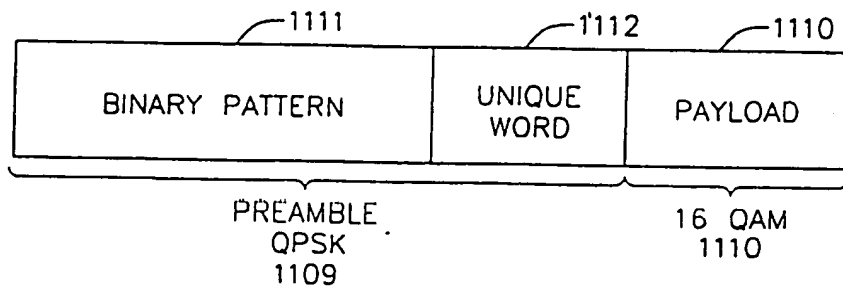 1111
1112
1110
BINARY PATTERN
UNIQUE
WORD
PAYLOAD
PREAMBLE
QPSK
1109
16 QAM
1110